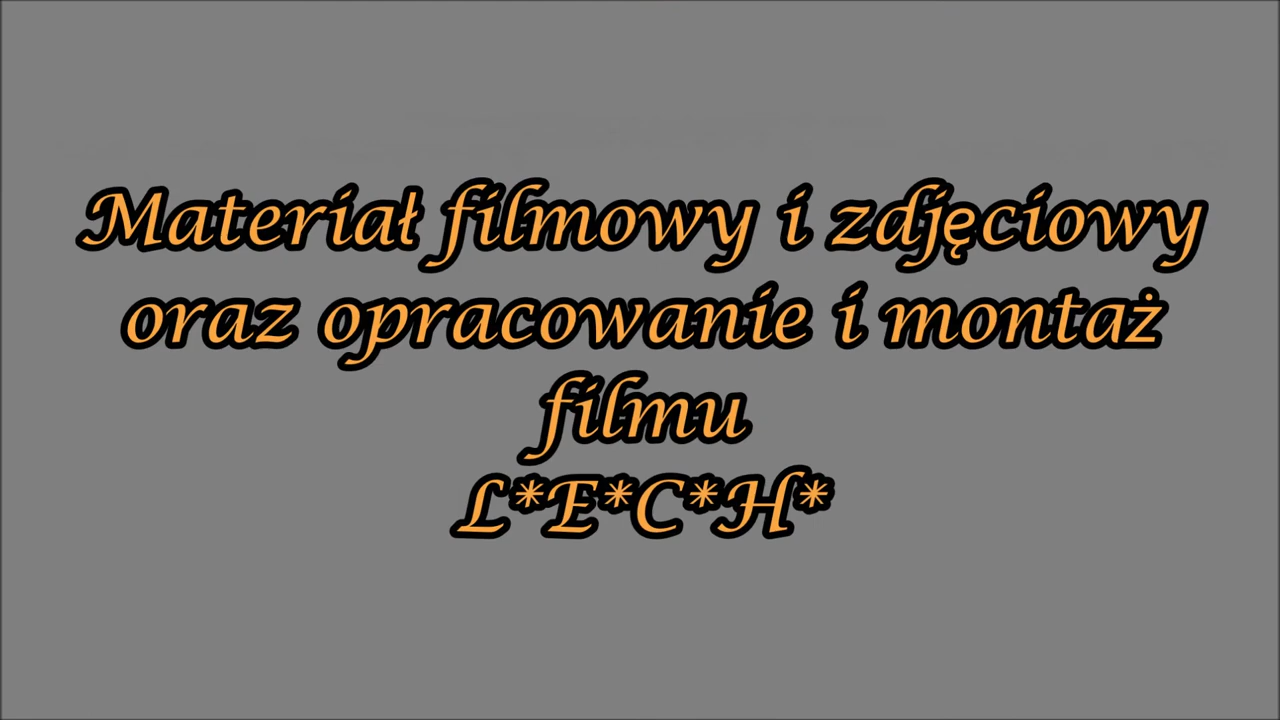 Materiał filmowy i zdjęciowy
oraz opracowanie i montaż
filmu
L*E*C*H*